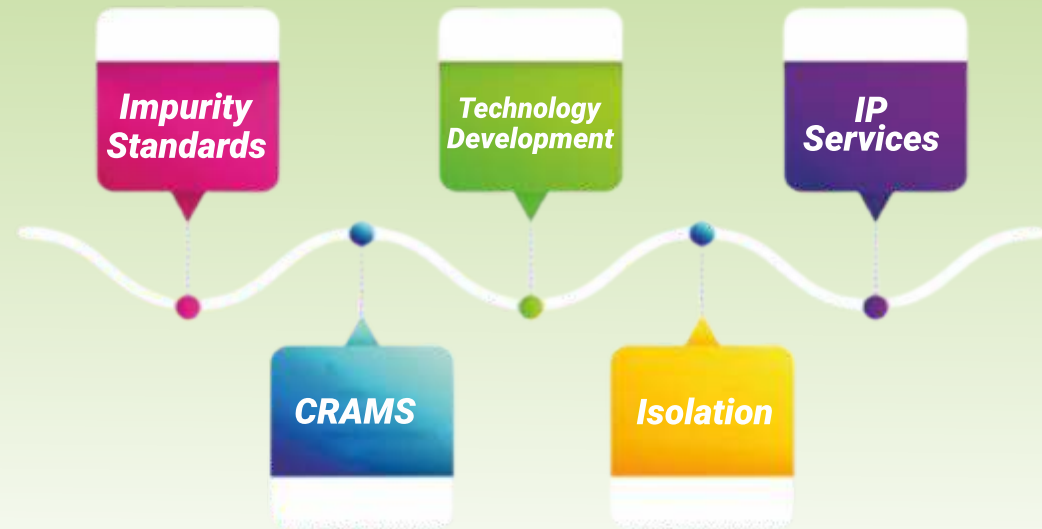 Impurity
Standards
Technology
Development
IP
Services
CRAMS
Isolation